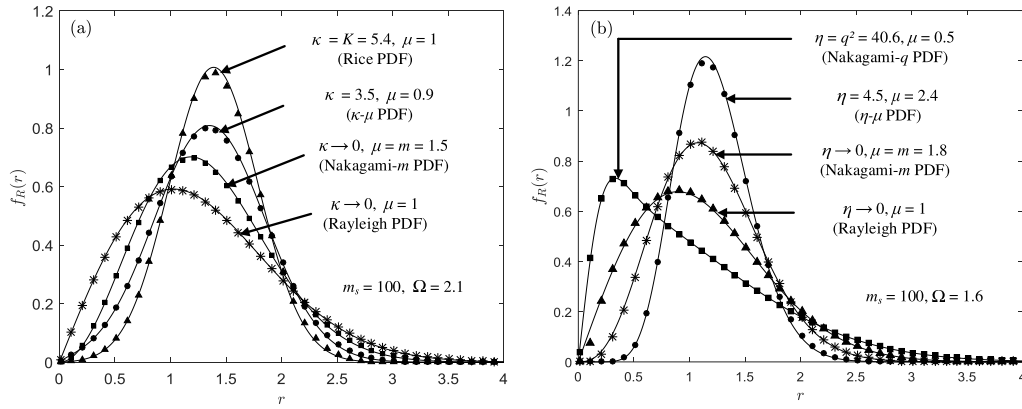 (a)
1.2
1
0.8
0.6
0.4
0.2
0
f_R(r)
κ = K = 5.4, μ = 1
(Rice PDF)
κ = 3.5, μ = 0.9
(κ-μ PDF)
κ → 0, μ = m = 1.5
(Nakagami-m PDF)
κ → 0, μ = 1
(Rayleigh PDF)
m_s = 100, Ω = 2.1
0 0.5 1 1.5 2 2.5 3 3.5 4
r
(b)
1.4
1.2
1
0.8
0.6
0.4
0.2
0
f_R(r)
η = q² = 40.6, μ = 0.5
(Nakagami-q PDF)
η = 4.5, μ = 2.4
(η-μ PDF)
η → 0, μ = m = 1.8
(Nakagami-m PDF)
η → 0, μ = 1
(Rayleigh PDF)
m_s = 100, Ω = 1.6
0 0.5 1 1.5 2 2.5 3 3.5 4
r